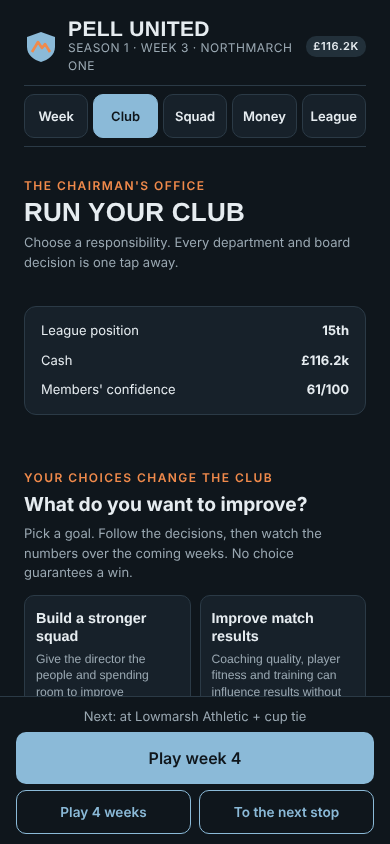 PELL UNITED
SEASON 1 · WEEK 3 · NORTHMARCH
ONE
£116.2K
Week
Club
Squad
Money
League
THE CHAIRMAN'S OFFICE
RUN YOUR CLUB
Choose a responsibility. Every department and board
decision is one tap away.
League position 15th
Cash £116.2k
Members' confidence 61/100
YOUR CHOICES CHANGE THE CLUB
What do you want to improve?
Pick a goal. Follow the decisions, then watch the
numbers over the coming weeks. No choice
guarantees a win.
Build a stronger
squad
Give the director the
people and spending
room to improve
Improve match
results
Coaching quality, player
fitness and training can
influence results without
Next: at Lowmarsh Athletic + cup tie
Play week 4
Play 4 weeks
To the next stop